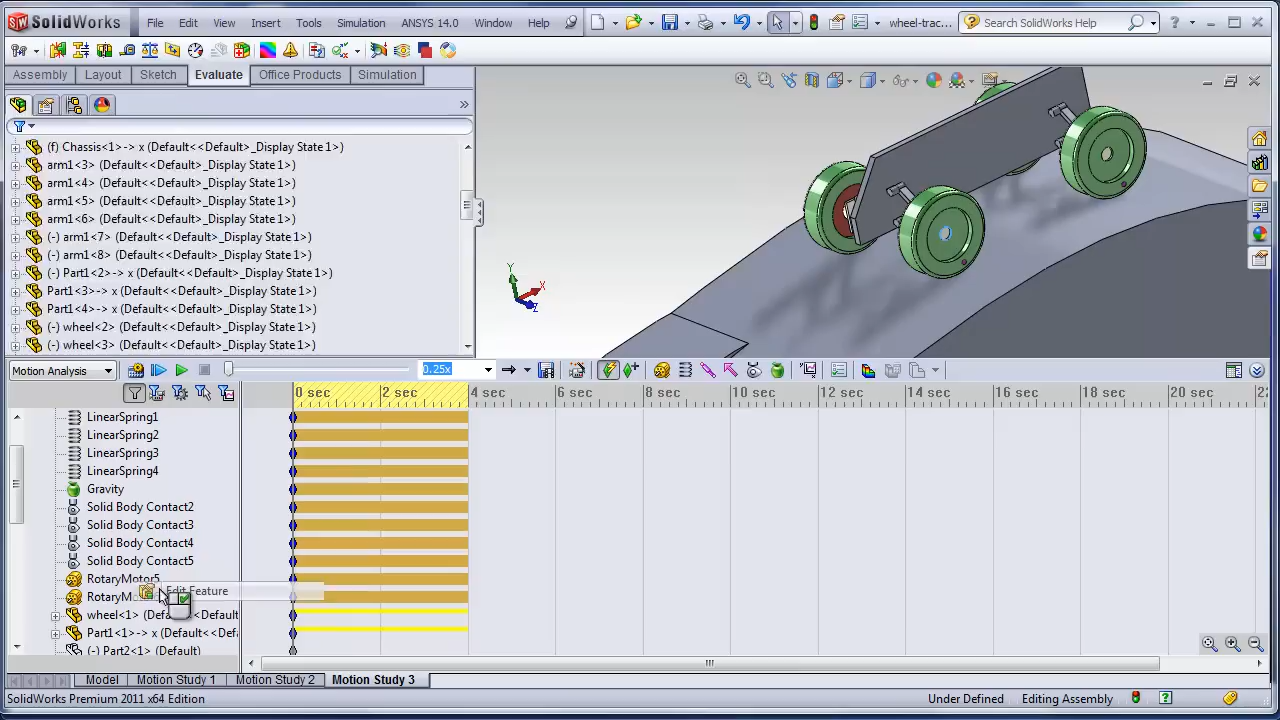 SolidWorks File Edit View Insert Tools Simulation ANSYS 14.0 Window Help wheel-trac... Search SolidWorks Help
Assembly Layout Sketch Evaluate Office Products Simulation
(f) Chassis<1>-> x (Default<<Default>_Display State 1>)
arm1<3> (Default<<Default>_Display State 1>)
arm1<4> (Default<<Default>_Display State 1>)
arm1<5> (Default<<Default>_Display State 1>)
arm1<6> (Default<<Default>_Display State 1>)
(-) arm1<7> (Default<<Default>_Display State 1>)
(-) arm1<8> (Default<<Default>_Display State 1>)
(-) Part1<2>-> x (Default<<Default>_Display State 1>)
Part1<3>-> x (Default<<Default>_Display State 1>)
Part1<4>-> x (Default<<Default>_Display State 1>)
(-) wheel<2> (Default<<Default>_Display State 1>)
(-) wheel<3> (Default<<Default>_Display State 1>)
Y
X
Z
Motion Analysis 0.25x
0 sec 2 sec 4 sec 6 sec 8 sec 10 sec 12 sec 14 sec 16 sec 18 sec 20 sec
LinearSpring1
LinearSpring2
LinearSpring3
LinearSpring4
Gravity
Solid Body Contact2
Solid Body Contact3
Solid Body Contact4
Solid Body Contact5
RotaryMotor5
Edit Feature
wheel<1>
Part1<1>-> x (Default<<Defa
(-) Part2<1> (Default)
Model Motion Study 1 Motion Study 2 Motion Study 3
SolidWorks Premium 2011 x64 Edition Under Defined Editing Assembly